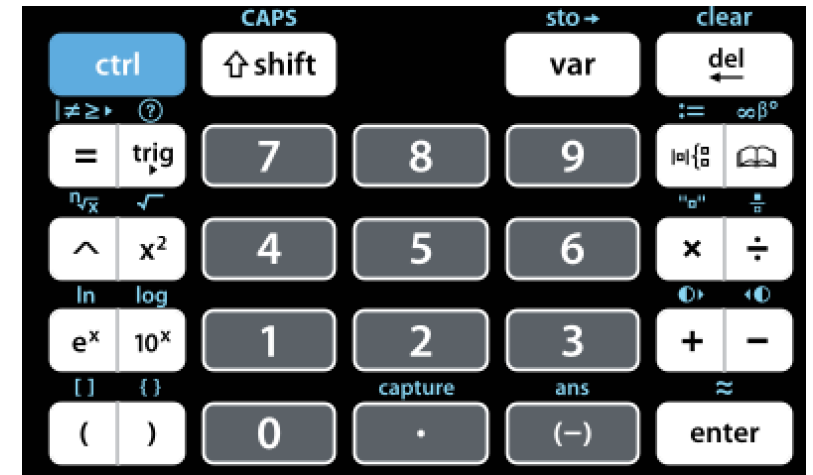 CAPS sto→ clear
ctrl ⇧shift var del ←
|≠≥▸ ? := ∞β°
= trig ▸ 7 8 9 |▫|{▫▫
ⁿ√x √ "▫" ▫/▫
^ x² 4 5 6 × ÷
ln log
eˣ 10ˣ 1 2 3 + −
[ ] { } capture ans ≈
( ) 0 . (−) enter